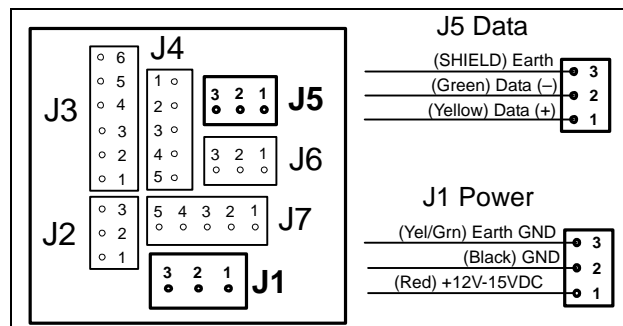 J3
6
5
4
3
2
1
J4
1
2
3
4
5
3 2 1
J5
3 2 1
J6
J2
3
2
1
5 4 3 2 1
J7
3 2 1
J1
J5 Data
(SHIELD) Earth 3
(Green) Data (–) 2
(Yellow) Data (+) 1
J1 Power
(Yel/Grn) Earth GND 3
(Black) GND 2
(Red) +12V-15VDC 1